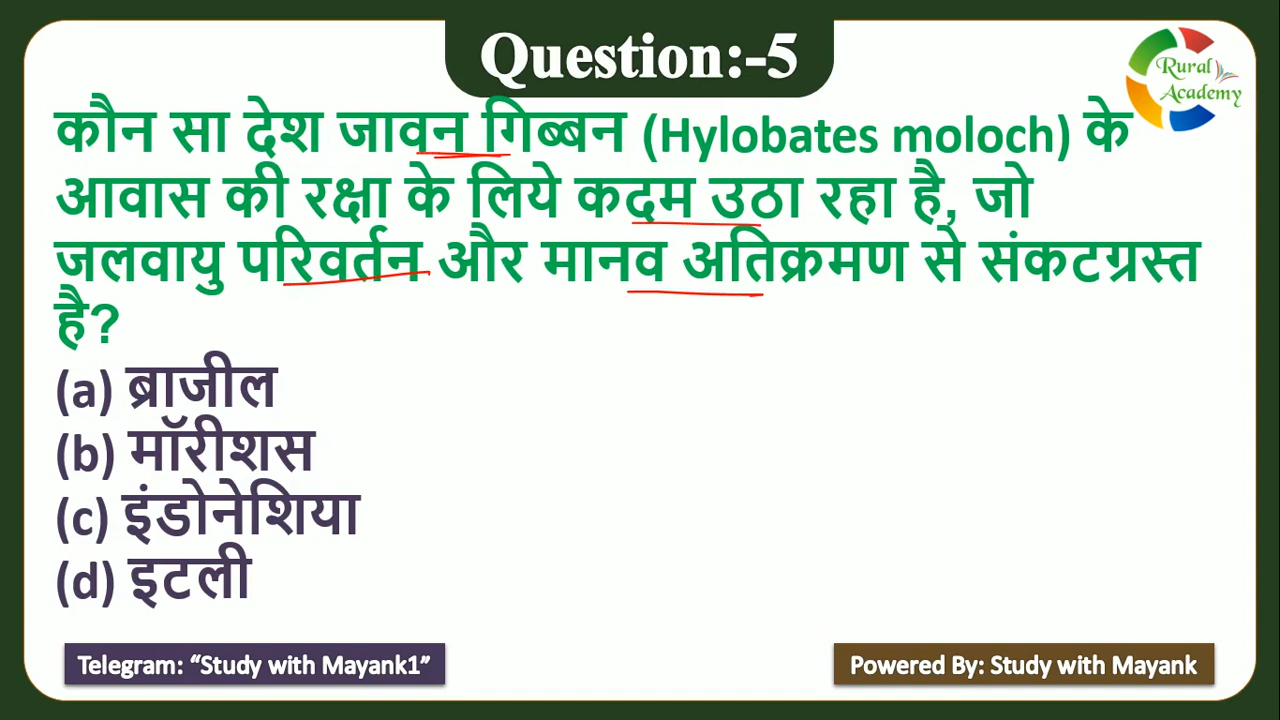 Question:-5
Rural
Academy
कौन सा देश जावन गिब्बन (Hylobates moloch) के
आवास की रक्षा के लिये कदम उठा रहा है, जो
जलवायु परिवर्तन और मानव अतिक्रमण से संकटग्रस्त
है?
(a) ब्राजील
(b) मॉरीशस
(c) इंडोनेशिया
(d) इटली
Telegram: “Study with Mayank1”
Powered By: Study with Mayank